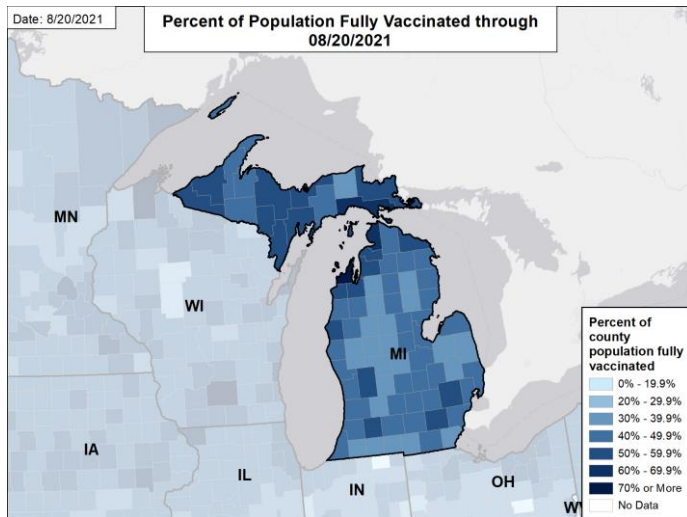 Date: 8/20/2021
Percent of Population Fully Vaccinated through
08/20/2021
MN
WI
MI
IA
IL
IN
OH
WV
Percent of
county
population fully
vaccinated
0% - 19.9%
20% - 29.9%
30% - 39.9%
40% - 49.9%
50% - 59.9%
60% - 69.9%
70% or More
No Data